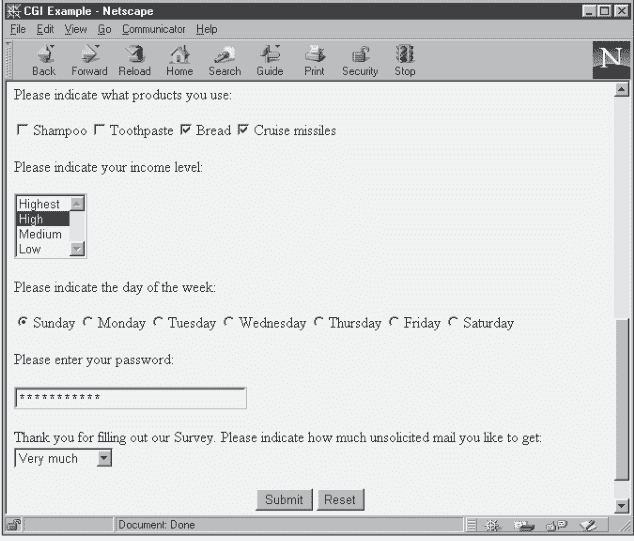 CGI Example - Netscape
File Edit View Go Communicator Help
Back Forward Reload Home Search Guide Print Security Stop
N
Please indicate what products you use:
Shampoo Toothpaste Bread Cruise missiles
Please indicate your income level:
Highest
High
Medium
Low
Please indicate the day of the week:
Sunday Monday Tuesday Wednesday Thursday Friday Saturday
Please enter your password:
***********
Thank you for filling out our Survey. Please indicate how much unsolicited mail you like to get:
Very much
Submit Reset
Document: Done